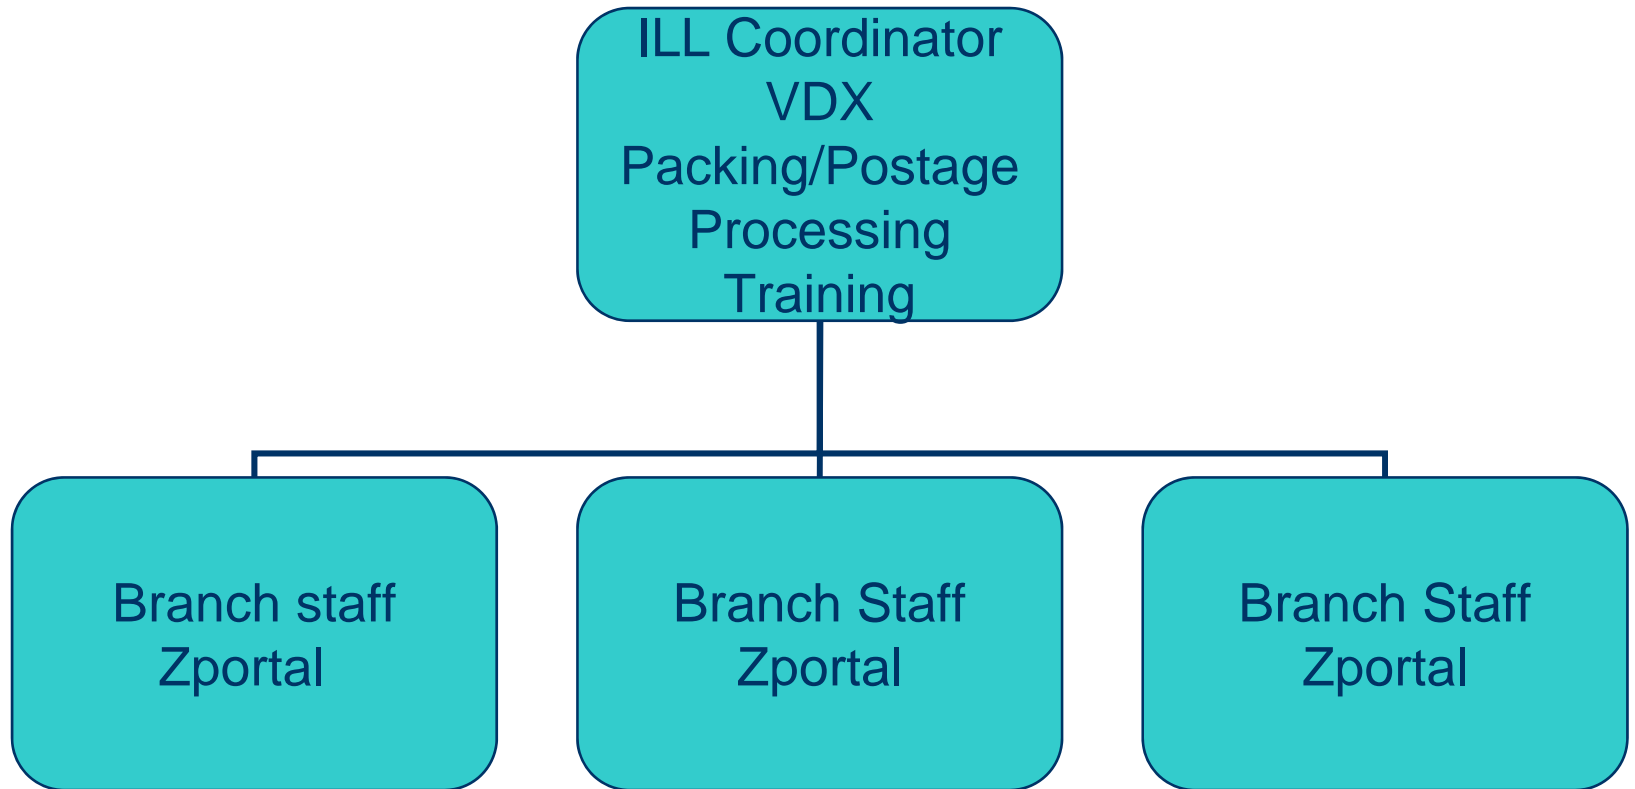 ILL Coordinator
VDX
Packing/Postage
Processing
Training
Branch staff
Zportal
Branch Staff
Zportal
Branch Staff
Zportal